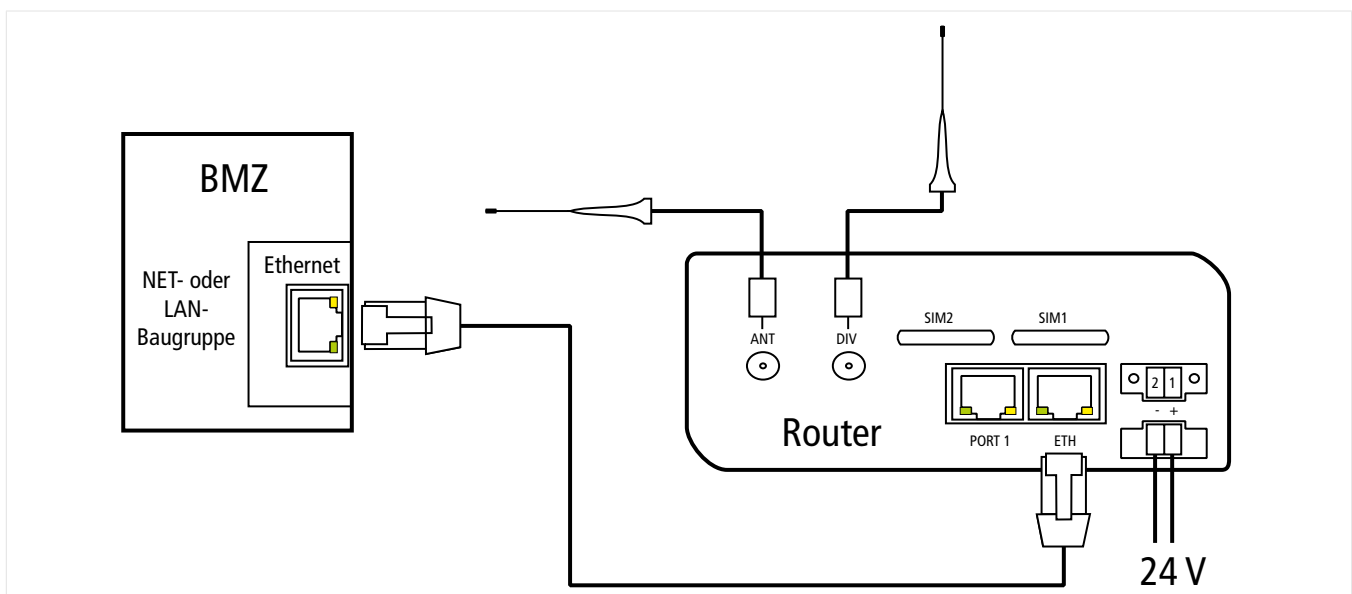 BMZ
NET- oder
LAN-
Baugruppe
Ethernet
ANT
DIV
SIM2
SIM1
2 1
- +
Router
PORT 1
ETH
24 V